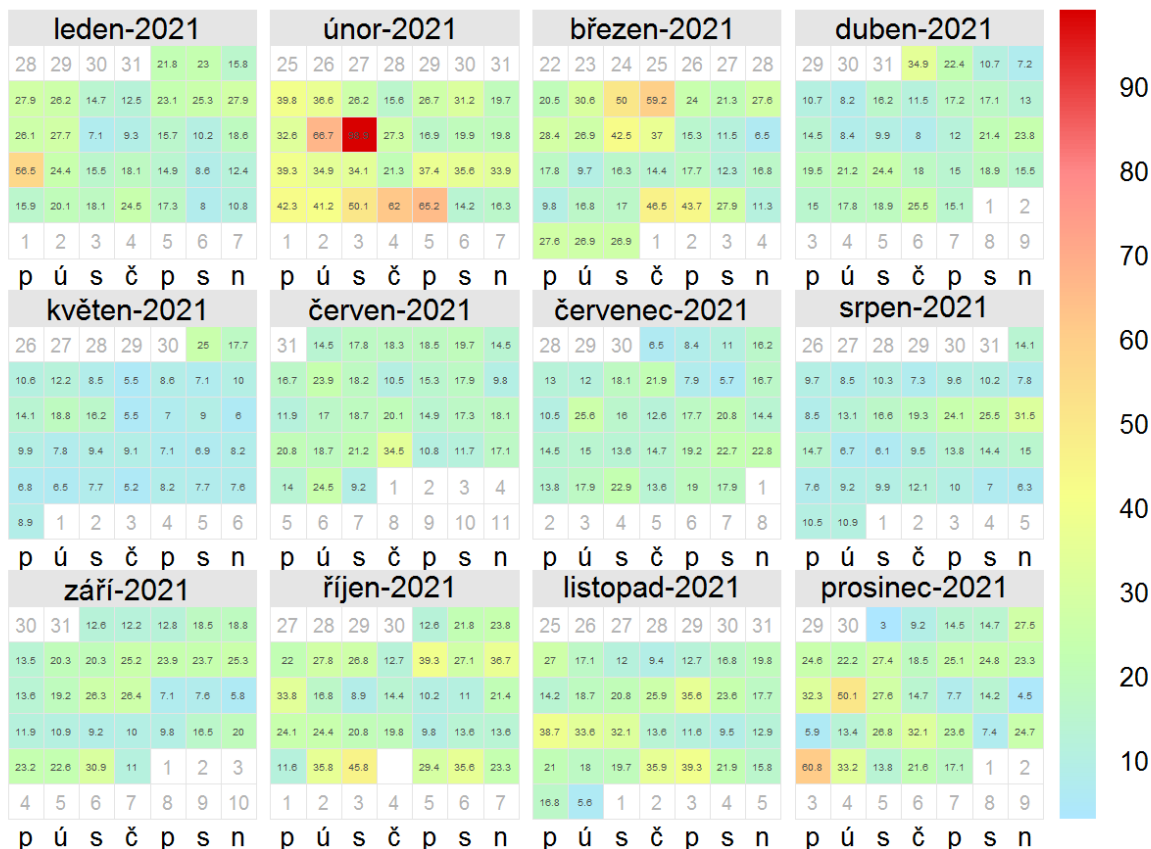 leden-2021 únor-2021 březen-2021 duben-2021
28 29 30 31 21.8 23 15.8 25 26 27 28 29 30 31 22 23 24 25 26 27 28 29 30 31 34.9 22.4 10.7 7.2
27.9 26.2 14.7 12.5 23.1 25.3 27.9 39.8 36.6 26.2 15.6 26.7 31.2 19.7 20.5 30.6 50 59.2 24 21.3 27.6 10.7 8.2 16.2 11.5 17.2 17.1 13 90
26.1 27.7 7.1 9.3 15.7 10.2 18.6 32.6 66.7 27.3 16.9 19.9 19.8 28.4 26.9 42.5 37 15.3 11.5 6.5 14.5 8.4 9.9 8 12 21.4 23.8 80
56.5 24.4 15.5 18.1 14.9 8.6 12.4 39.3 34.9 34.1 21.3 37.4 35.6 33.9 17.8 9.7 16.3 14.4 17.7 12.3 16.8 19.5 21.2 24.4 18 15 18.9 15.5
15.9 20.1 18.1 24.5 17.3 8 10.8 42.3 41.2 50.1 62 65.2 14.2 16.3 9.8 16.8 17 46.5 43.7 27.9 11.3 15 17.8 18.9 25.5 15.1 1 2
1 2 3 4 5 6 7 1 2 3 4 5 6 7 27.6 26.9 26.9 1 2 3 4 3 4 5 6 7 8 9 70
p ú s č p s n p ú s č p s n p ú s č p s n p ú s č p s n
květen-2021 červen-2021 červenec-2021 srpen-2021
26 27 28 29 30 25 17.7 31 14.5 17.8 18.3 18.5 19.7 14.5 28 29 30 6.5 8.4 11 16.2 26 27 28 29 30 31 14.1 60
10.6 12.2 8.5 5.5 8.6 7.1 10 16.7 23.9 18.2 10.5 15.3 17.9 9.8 13 12 18.1 21.9 7.9 5.7 16.7 9.7 8.5 10.3 7.3 9.6 10.2 7.8
14.1 18.8 16.2 5.5 7 9 6 11.9 17 18.7 20.1 14.9 17.3 18.1 10.5 25.6 16 12.6 17.7 20.8 14.4 8.5 13.1 16.6 19.3 24.1 25.5 31.5 50
9.9 7.8 9.4 9.1 7.1 6.9 8.2 20.8 18.7 21.2 34.5 10.8 11.7 17.1 14.5 15 13.6 14.7 19.2 22.7 22.8 14.7 6.7 6.1 9.5 13.8 14.4 15
6.8 6.5 7.7 5.2 8.2 7.7 7.6 14 24.5 9.2 1 2 3 4 13.8 17.9 22.9 13.6 19 17.9 1 7.6 9.2 9.9 12.1 10 7 6.3 40
8.9 1 2 3 4 5 6 5 6 7 8 9 10 11 2 3 4 5 6 7 8 10.5 10.9 1 2 3 4 5
p ú s č p s n p ú s č p s n p ú s č p s n p ú s č p s n
září-2021 říjen-2021 listopad-2021 prosinec-2021 30
30 31 12.6 12.2 12.8 18.5 18.8 27 28 29 30 12.6 21.8 23.8 25 26 27 28 29 30 31 29 30 3 9.2 14.5 14.7 27.5
13.5 20.3 20.3 25.2 23.9 23.7 25.3 22 27.8 26.8 12.7 39.3 27.1 36.7 27 17.1 12 9.4 12.7 16.8 19.8 24.6 22.2 27.4 18.5 25.1 24.8 23.3
13.6 19.2 26.3 26.4 7.1 7.6 5.8 33.8 16.8 8.9 14.4 10.2 11 21.4 14.2 18.7 20.8 25.9 35.6 23.6 17.7 32.3 50.1 27.6 14.7 7.7 14.2 4.5 20
11.9 10.9 9.2 10 9.8 16.5 20 24.1 24.4 20.8 19.8 9.8 13.6 13.6 38.7 33.6 32.1 13.6 11.6 9.5 12.9 5.9 13.4 26.8 32.1 23.6 7.4 24.7
23.2 22.6 30.9 11 1 2 3 11.6 35.8 45.8 29.4 35.6 23.3 21 18 19.7 35.9 39.3 21.9 15.8 60.8 33.2 13.8 21.6 17.1 1 2 10
4 5 6 7 8 9 10 1 2 3 4 5 6 7 16.8 5.6 1 2 3 4 5 3 4 5 6 7 8 9
p ú s č p s n p ú s č p s n p ú s č p s n p ú s č p s n